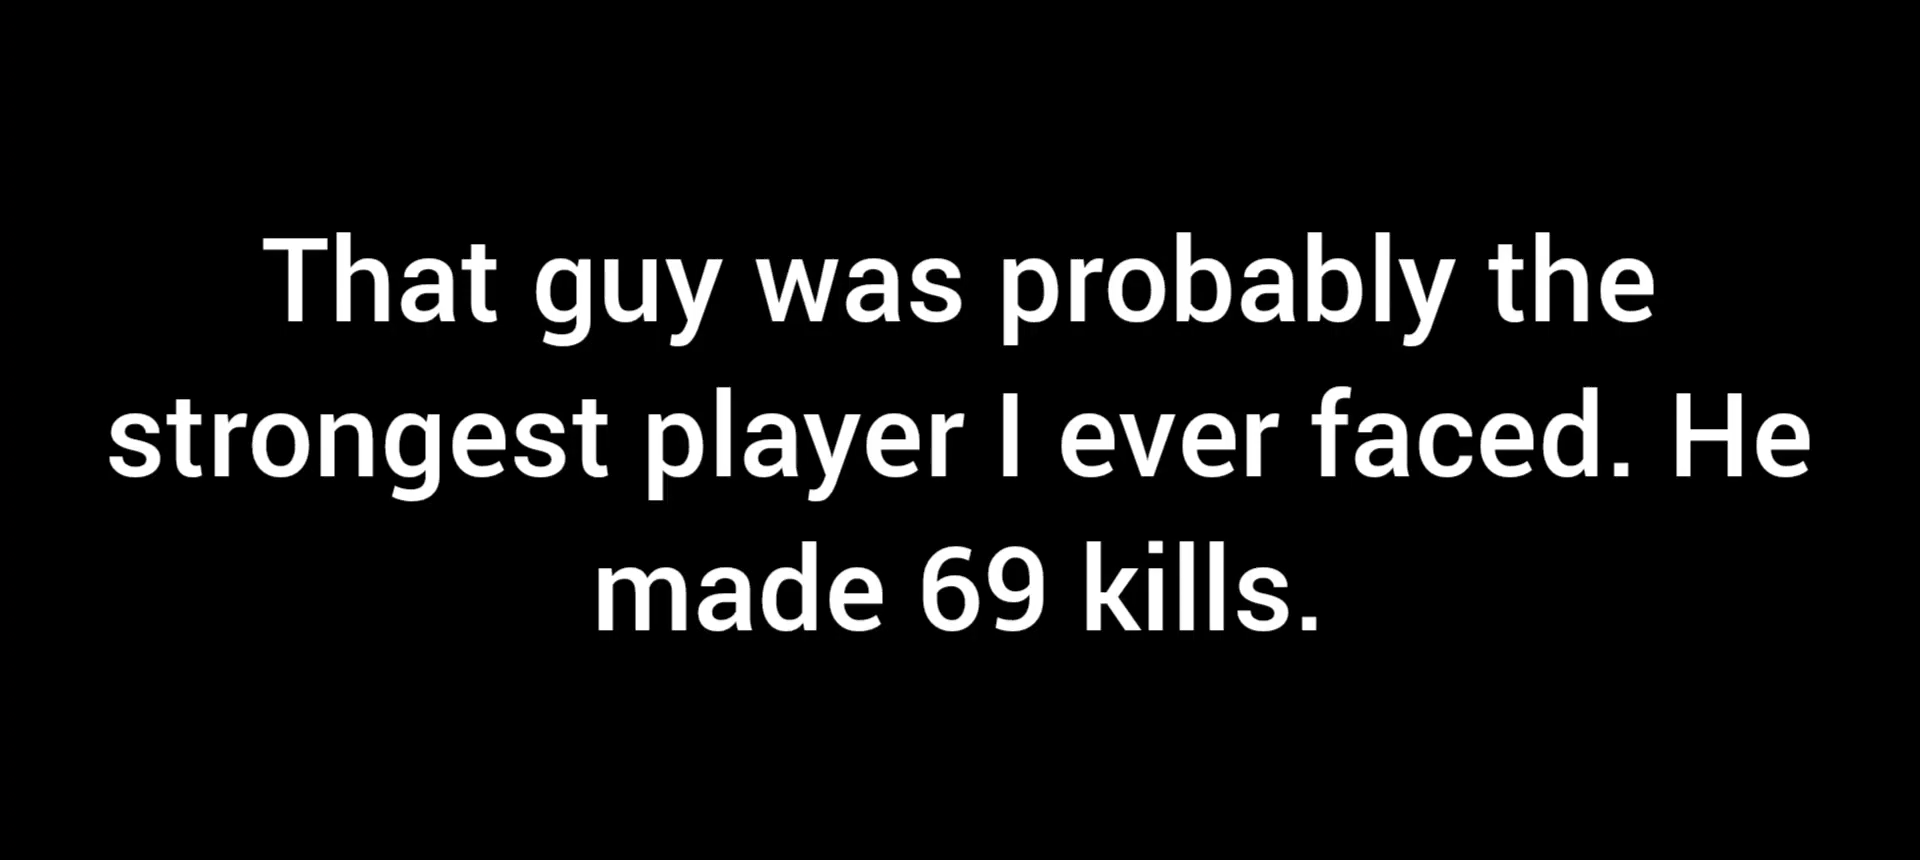 That guy was probably the
strongest player I ever faced. He
made 69 kills.